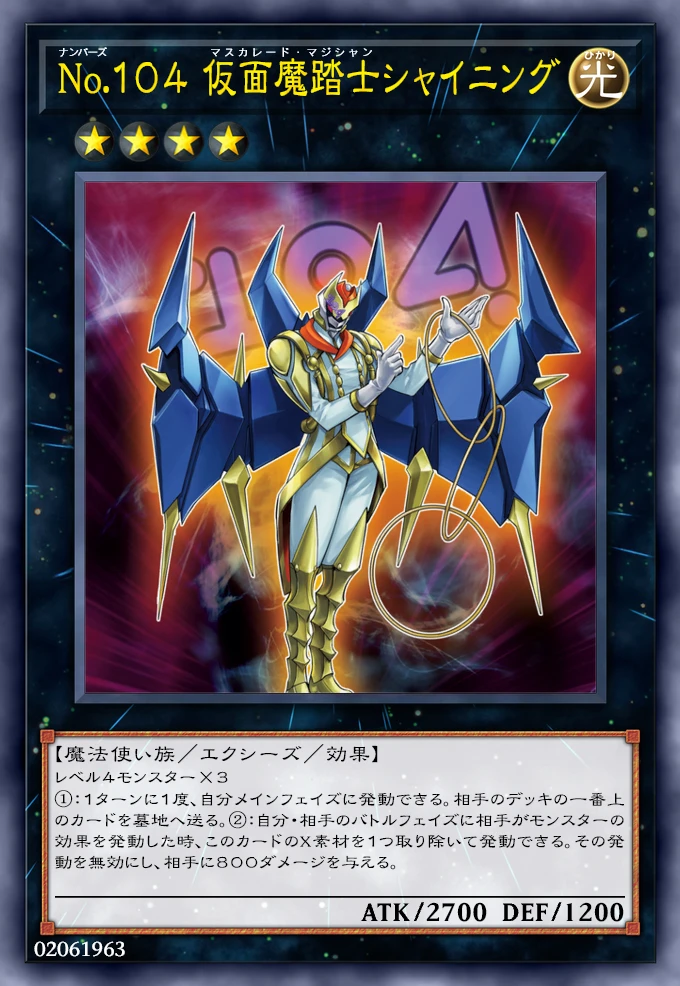 ナンバーズ マスカレード・マジシャン
No.104 仮面魔踏士シャイニング
ひかり
光
104
【魔法使い族／エクシーズ／効果】
レベル4モンスター×3
①：1ターンに1度、自分メインフェイズに発動できる。相手のデッキの一番上
のカードを墓地へ送る。②：自分・相手のバトルフェイズに相手がモンスターの
効果を発動した時、このカードのX素材を1つ取り除いて発動できる。その発
動を無効にし、相手に800ダメージを与える。
ATK/2700 DEF/1200
02061963